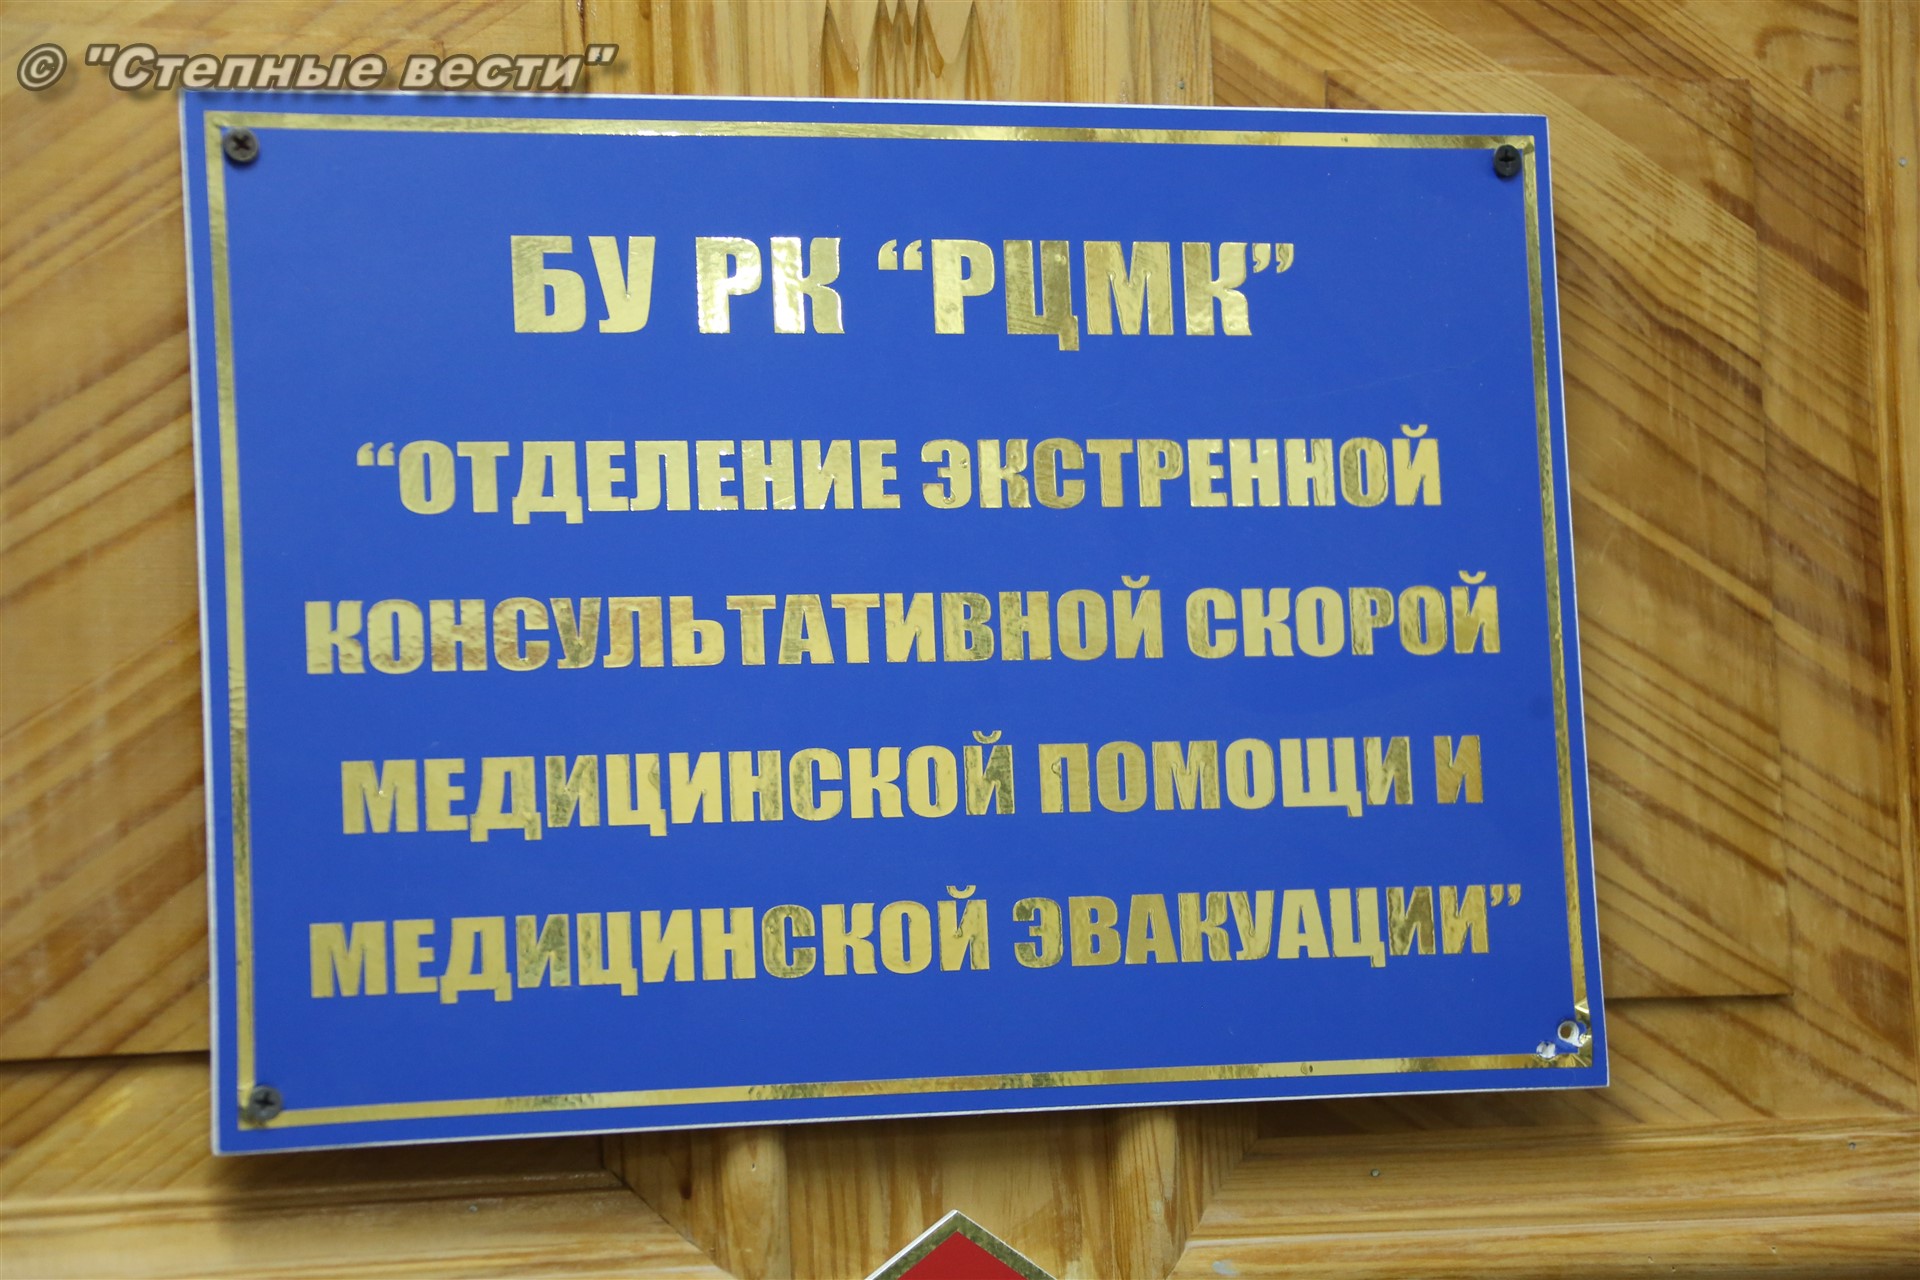 © "Степные вести"
БУ РК “РЦМК”
“ОТДЕЛЕНИЕ ЭКСТРЕННОЙ
КОНСУЛЬТАТИВНОЙ СКОРОЙ
МЕДИЦИНСКОЙ ПОМОЩИ И
МЕДИЦИНСКОЙ ЭВАКУАЦИИ”